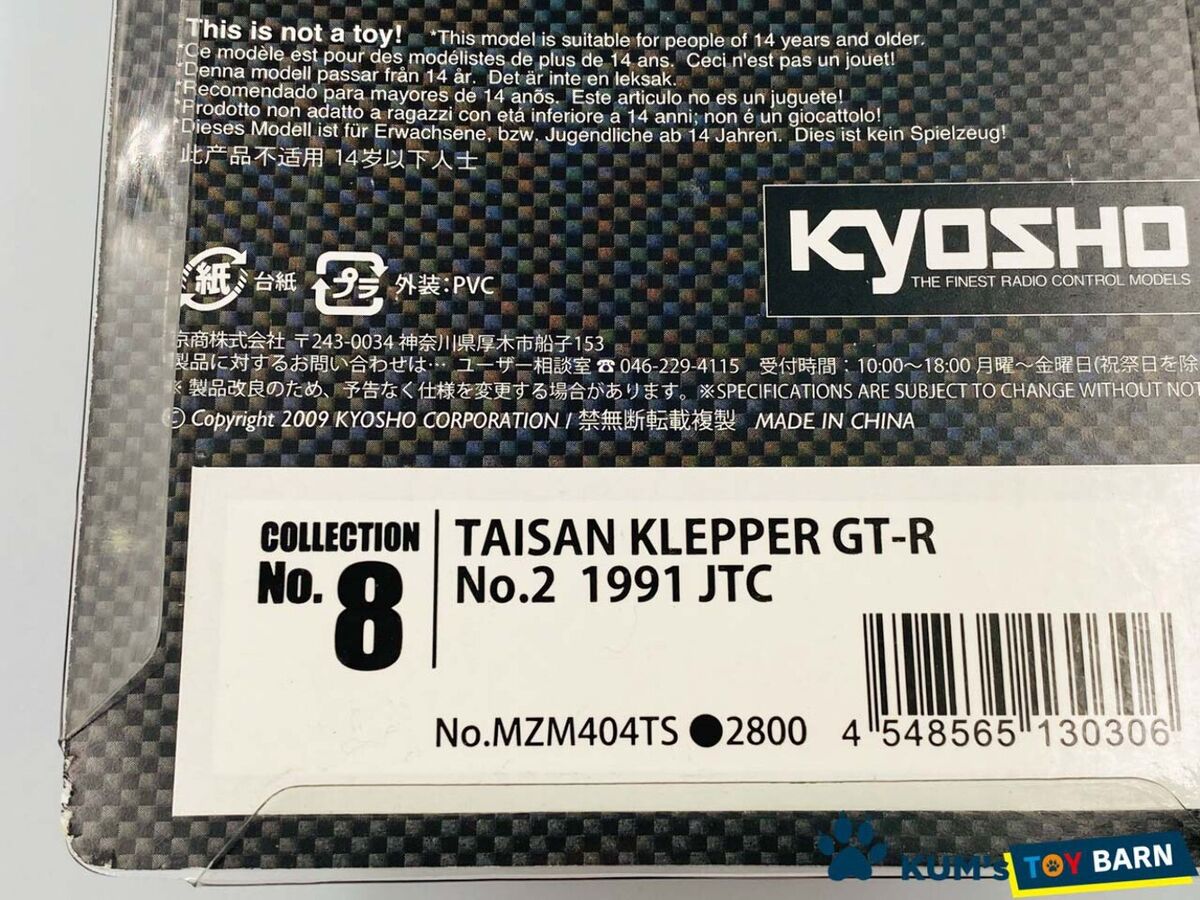 This is not a toy! *This model is suitable for people of 14 years and older.
*Ce modèle est pour des modélistes de plus de 14 ans. Ceci n'est pas un jouet!
*Denna modell passar från 14 år. Det är inte en leksak.
*Recomendado para mayores de 14 anõs. Este articulo no es un juguete!
*Prodotto non adatto a ragazzi con etá inferiore a 14 anni; non é un giocattolo!
*Dieses Modell ist für Erwachsene, bzw. Jugendliche ab 14 Jahren. Dies ist kein Spielzeug!
此产品不适用 14岁以下人士
KYOSHO
THE FINEST RADIO CONTROL MODELS
紙 台紙 プラ 外装:PVC
京商株式会社 〒243-0034 神奈川県厚木市船子153
製品に対するお問い合わせは… ユーザー相談室 ☎046-229-4115 受付時間:10:00〜18:00 月曜〜金曜日(祝祭日を除
※ 製品改良のため、予告なく仕様を変更する場合があります。※SPECIFICATIONS ARE SUBJECT TO CHANGE WITHOUT NOT
© Copyright 2009 KYOSHO CORPORATION / 禁無断転載複製 MADE IN CHINA
COLLECTION No. 8
TAISAN KLEPPER GT-R
No.2 1991 JTC
No.MZM404TS ●2800
4 548565 130306
KUM's TOY BARN